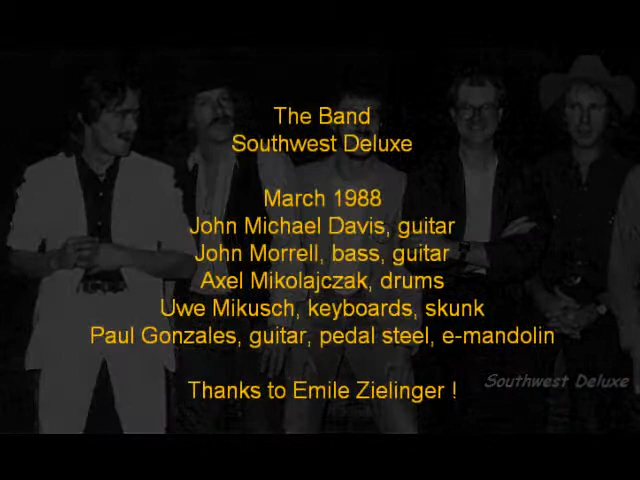 The Band
Southwest Deluxe
March 1988
John Michael Davis, guitar
John Morrell, bass, guitar
Axel Mikolajczak, drums
Uwe Mikusch, keyboards, skunk
Paul Gonzales, guitar, pedal steel, e-mandolin
Southwest Deluxe
Thanks to Emile Zielinger !